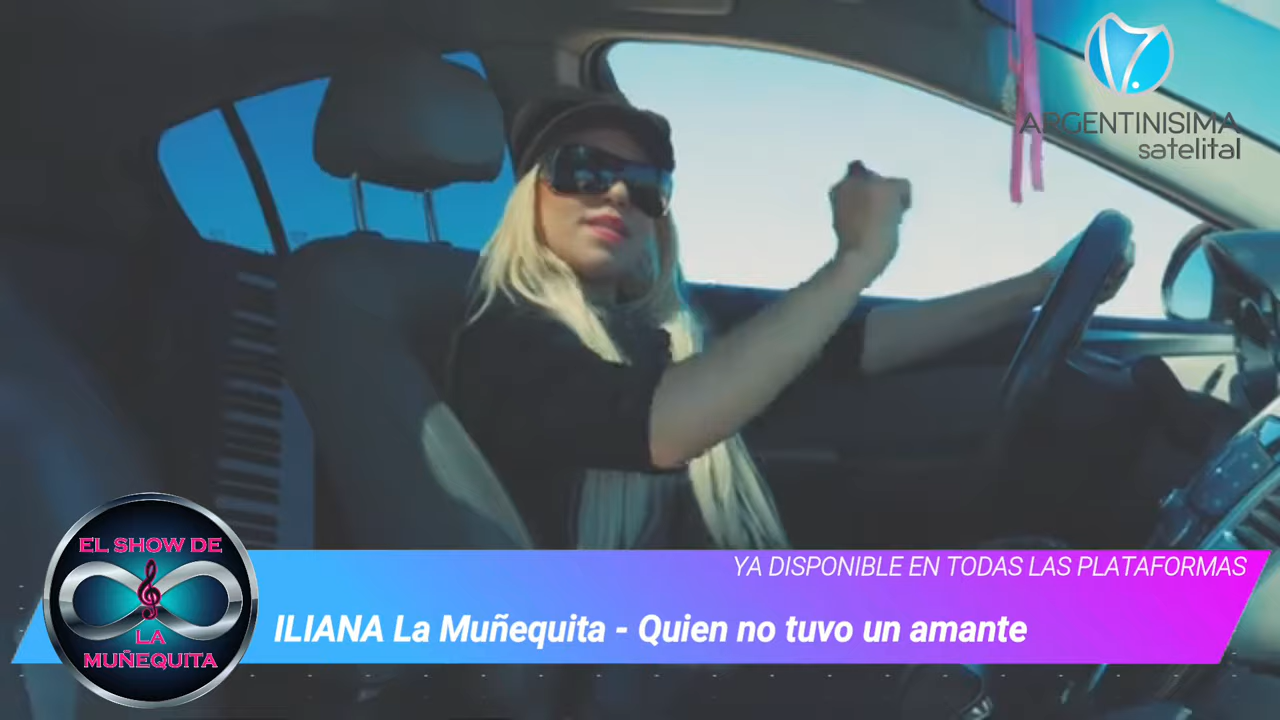 ARGENTINISIMA
satelital
YA DISPONIBLE EN TODAS LAS PLATAFORMAS
ILIANA La Muñequita - Quien no tuvo un amante
EL SHOW DE
LA
MUÑEQUITA